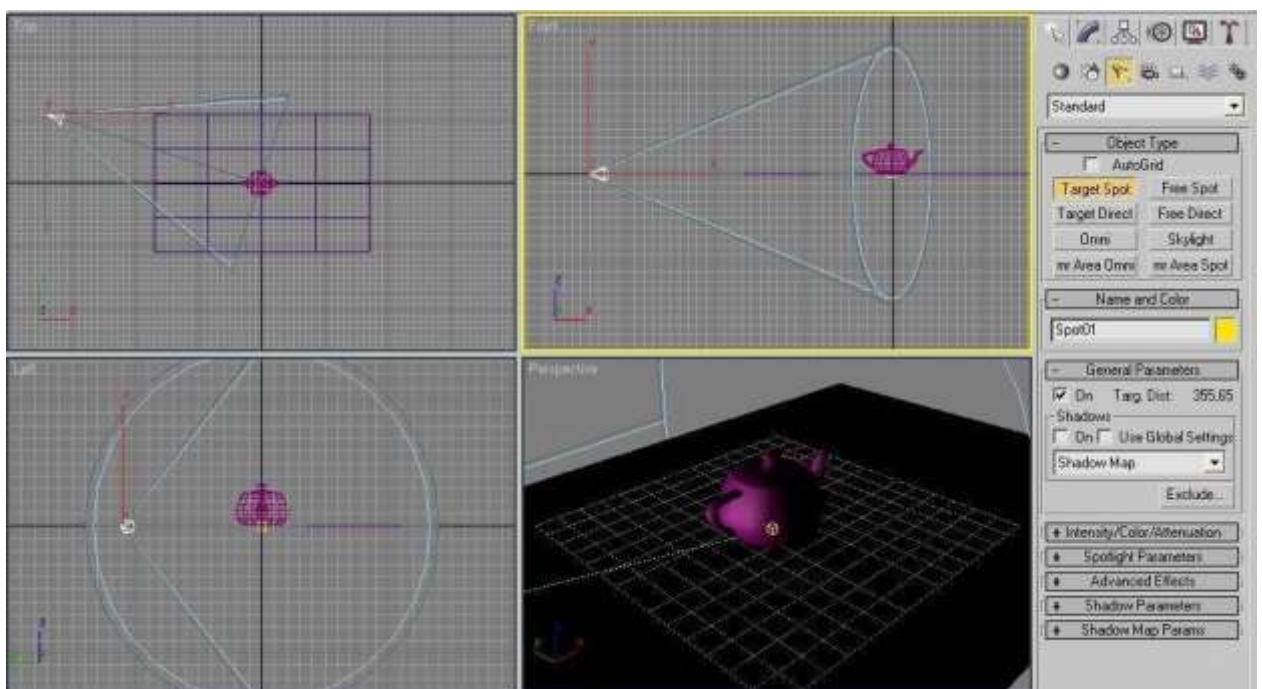 Top
Front
Left
Perspective
Standard
Object Type
AutoGrid
Target Spot
Free Spot
Target Direct
Free Direct
Omni
Skylight
mr Area Omni
mr Area Spot
Name and Color
Spot01
General Parameters
On Targ. Dist: 355.65
Shadows
On Use Global Settings
Shadow Map
Exclude...
+ Intensity/Color/Attenuation
+ Spotlight Parameters
+ Advanced Effects
+ Shadow Parameters
+ Shadow Map Params